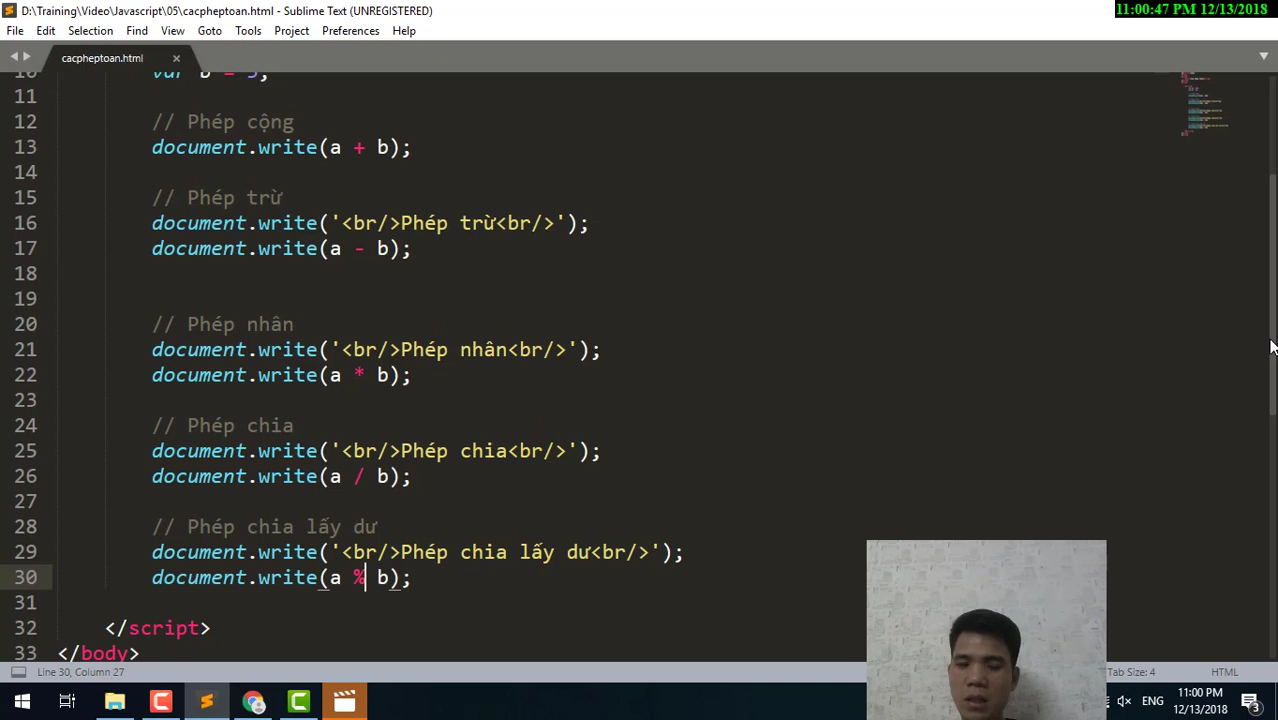 D:\Training\Video\Javascript\05\cacpheptoan.html - Sublime Text (UNREGISTERED)
11:00:47 PM 12/13/2018
File Edit Selection Find View Goto Tools Project Preferences Help
cacpheptoan.html
10 var b = 5;
11
12 // Phép cộng
13 document.write(a + b);
14
15 // Phép trừ
16 document.write('<br/>Phép trừ<br/>');
17 document.write(a - b);
18
19
20 // Phép nhân
21 document.write('<br/>Phép nhân<br/>');
22 document.write(a * b);
23
24 // Phép chia
25 document.write('<br/>Phép chia<br/>');
26 document.write(a / b);
27
28 // Phép chia lấy dư
29 document.write('<br/>Phép chia lấy dư<br/>');
30 document.write(a % b);
31
32 </script>
33 </body>
Line 30, Column 27
Tab Size: 4
HTML
ENG
11:00 PM
12/13/2018
3